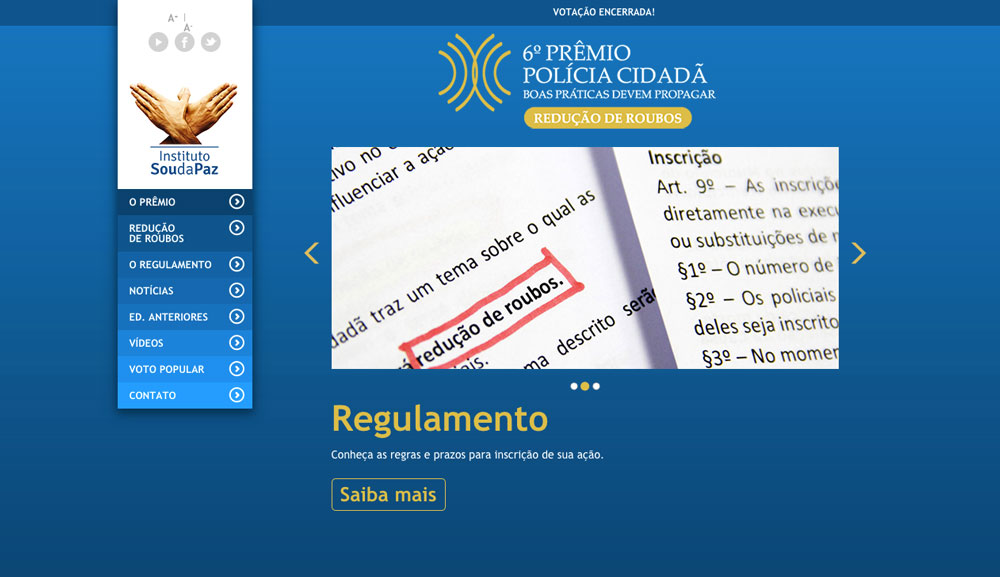 VOTAÇÃO ENCERRADA!
A+ |
A-
Instituto
SoudaPaz
O PRÊMIO
REDUÇÃO
DE ROUBOS
O REGULAMENTO
NOTÍCIAS
ED. ANTERIORES
VÍDEOS
VOTO POPULAR
CONTATO
6º PRÊMIO
POLÍCIA CIDADÃ
BOAS PRÁTICAS DEVEM PROPAGAR
REDUÇÃO DE ROUBOS
tivo no
fluenciar a ação
dadã traz um tema sobre o qual as
redução de roubos.
ma descrito serão
ais.
Inscrição
Art. 9º – As inscriçõe
diretamente na execu
ou substituições de
§1º – O número de
§2º – Os policiais
deles seja inscrito
§3º – No momen
Regulamento
Conheça as regras e prazos para inscrição de sua ação.
Saiba mais